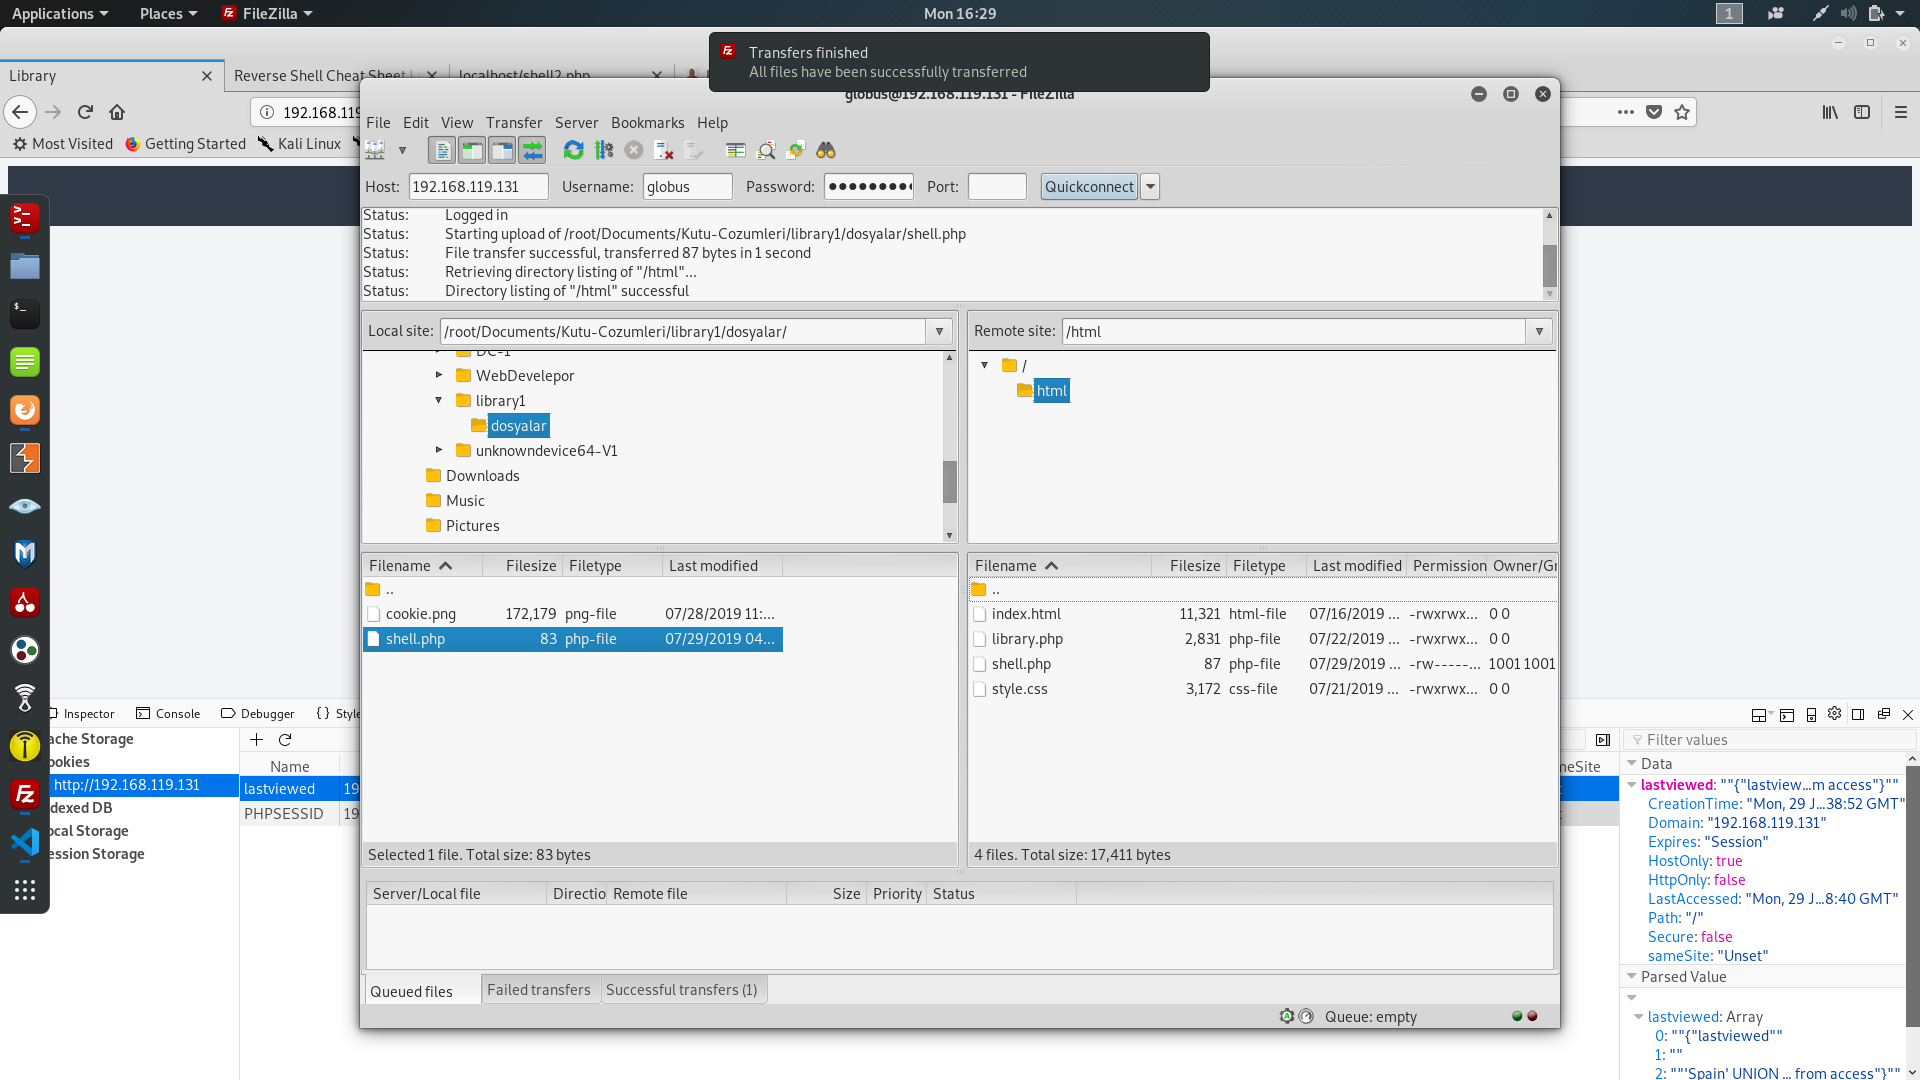 Applications Places FileZilla Mon 16:29 1
Transfers finished
All files have been successfully transferred
Library Reverse Shell Cheat Sheet localhost/shell2.php
globus@192.168.119.131 - FileZilla
192.168.119
Most Visited Getting Started Kali Linux
File Edit View Transfer Server Bookmarks Help
Host: 192.168.119.131 Username: globus Password: ●●●●●●●●● Port: Quickconnect
Status: Logged in
Status: Starting upload of /root/Documents/Kutu-Cozumleri/library1/dosyalar/shell.php
Status: File transfer successful, transferred 87 bytes in 1 second
Status: Retrieving directory listing of "/html"...
Status: Directory listing of "/html" successful
Local site: /root/Documents/Kutu-Cozumleri/library1/dosyalar/
DC-1
WebDevelepor
library1
dosyalar
unknowndevice64-V1
Downloads
Music
Pictures
Remote site: /html
/
html
Filename Filesize Filetype Last modified
..
cookie.png 172,179 png-file 07/28/2019 11:...
shell.php 83 php-file 07/29/2019 04...
Selected 1 file. Total size: 83 bytes
Filename Filesize Filetype Last modified Permission Owner/Gr
..
index.html 11,321 html-file 07/16/2019 ... -rwxrwx... 0 0
library.php 2,831 php-file 07/22/2019 ... -rwxrwx... 0 0
shell.php 87 php-file 07/29/2019 ... -rw-----... 1001 1001
style.css 3,172 css-file 07/21/2019 ... -rwxrwx... 0 0
4 files. Total size: 17,411 bytes
Server/Local file Directio Remote file Size Priority Status
Queued files Failed transfers Successful transfers (1)
Queue: empty
Inspector Console Debugger { } Style
ache Storage
ookies
http://192.168.119.131
ndexed DB
ocal Storage
ession Storage
Name
lastviewed 19
PHPSESSID 19
neSite
Filter values
Data
lastviewed: ""{"lastview...m access"}""
CreationTime: "Mon, 29 J...38:52 GMT"
Domain: "192.168.119.131"
Expires: "Session"
HostOnly: true
HttpOnly: false
LastAccessed: "Mon, 29 J...8:40 GMT"
Path: "/"
Secure: false
sameSite: "Unset"
Parsed Value
lastviewed: Array
0: ""{"lastviewed""
1: ""
2: ""'Spain' UNION ... from access"}""